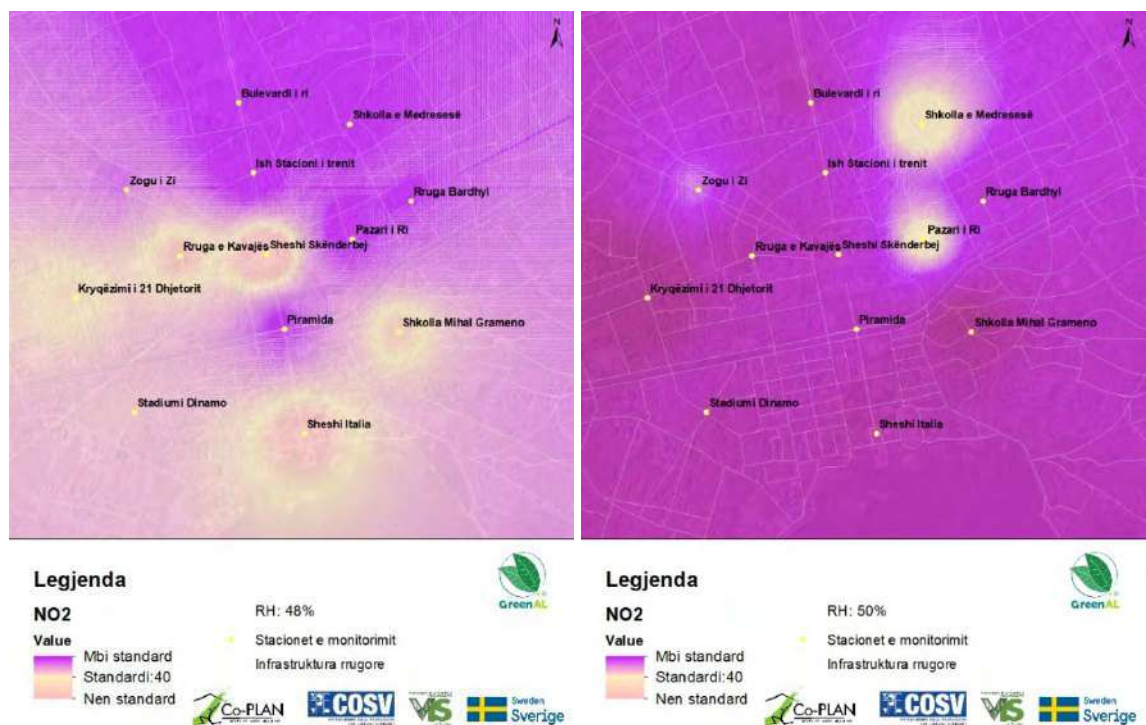 N
Bulevardi i ri
Shkolla e Medresesë
Ish Stacioni i trenit
Zogu i Zi
Rruga Bardhyl
Pazari i Ri
Rruga e Kavajës
Sheshi Skënderbej
Kryqëzimi i 21 Dhjetorit
Piramida
Shkolla Mihal Grameno
Stadiumi Dinamo
Sheshi Italia
Legjenda
NO2
Value
Mbi standard
Standardi:40
Nen standard
RH: 48%
Stacionet e monitorimit
Infrastruktura rrugore
GreenAL
Co-PLAN
COSV
VIS
Sweden
Sverige
N
Bulevardi i ri
Shkolla e Medresesë
Ish Stacioni i trenit
Zogu i Zi
Rruga Bardhyl
Pazari i Ri
Rruga e Kavajës
Sheshi Skënderbej
Kryqëzimi i 21 Dhjetorit
Piramida
Shkolla Mihal Grameno
Stadiumi Dinamo
Sheshi Italia
Legjenda
NO2
Value
Mbi standard
Standardi:40
Nen standard
RH: 50%
Stacionet e monitorimit
Infrastruktura rrugore
GreenAL
Co-PLAN
COSV
VIS
Sweden
Sverige